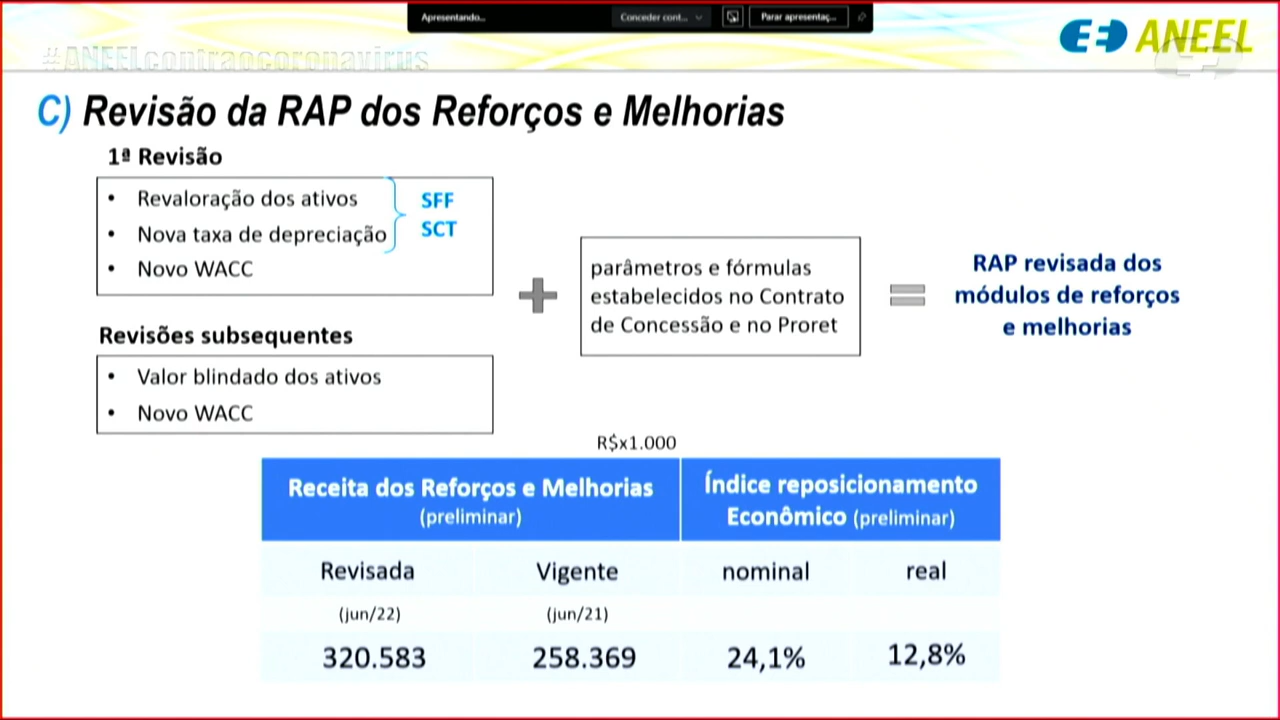 Apresentando...
Conceder cont...
Parar apresentaç...
ANEEL
#ANEELcontraocoronavirus
C) Revisão da RAP dos Reforços e Melhorias
1ª Revisão
• Revaloração dos ativos
• Nova taxa de depreciação
• Novo WACC
SFF
SCT
Revisões subsequentes
• Valor blindado dos ativos
• Novo WACC
parâmetros e fórmulas
estabelecidos no Contrato
de Concessão e no Proret
RAP revisada dos
módulos de reforços
e melhorias
R$x1.000
Receita dos Reforços e Melhorias
(preliminar)
Índice reposicionamento
Econômico (preliminar)
Revisada Vigente nominal real
(jun/22) (jun/21)
320.583 258.369 24,1% 12,8%